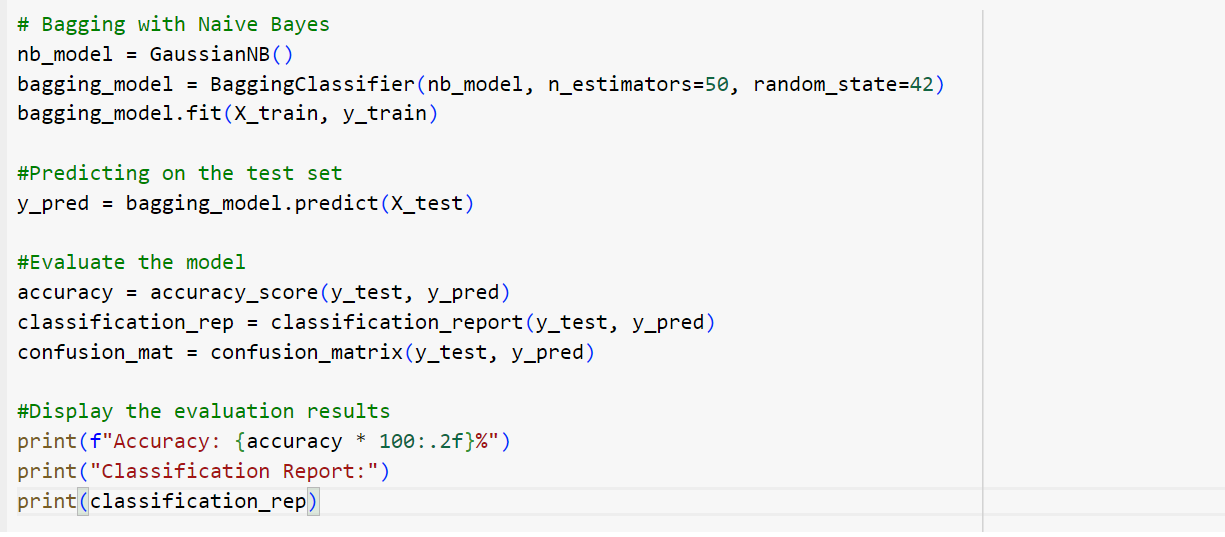 # Bagging with Naive Bayes
nb_model = GaussianNB()
bagging_model = BaggingClassifier(nb_model, n_estimators=50, random_state=42)
bagging_model.fit(X_train, y_train)
#Predicting on the test set
y_pred = bagging_model.predict(X_test)
#Evaluate the model
accuracy = accuracy_score(y_test, y_pred)
classification_rep = classification_report(y_test, y_pred)
confusion_mat = confusion_matrix(y_test, y_pred)
#Display the evaluation results
print(f"Accuracy: {accuracy * 100:.2f}%")
print("Classification Report:")
print(classification_rep)